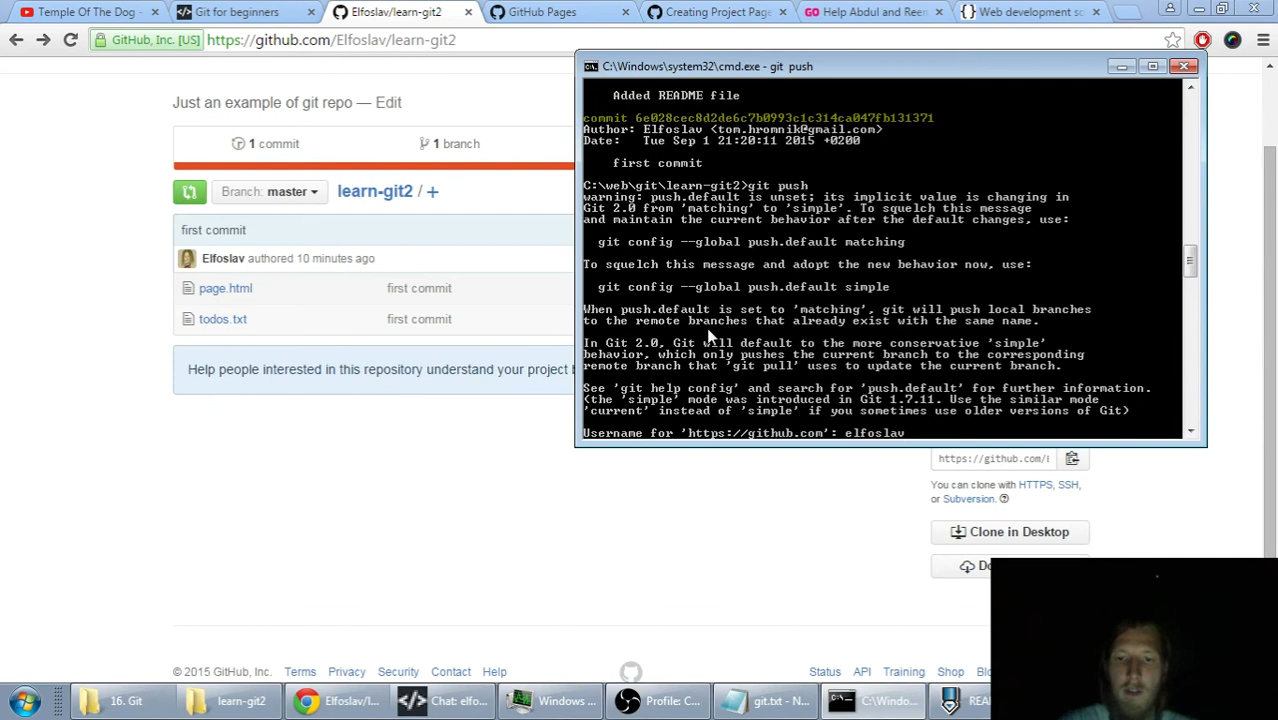 Temple Of The Dog -
Git for beginners
Elfoslav/learn-git2
GitHub Pages
Creating Project Page
Help Abdul and Reen
Web development sc
GitHub, Inc. [US]
https://github.com/Elfoslav/learn-git2
Just an example of git repo — Edit
1 commit
1 branch
Branch: master
learn-git2 / +
first commit
Elfoslav authored 10 minutes ago
page.html
first commit
todos.txt
first commit
Help people interested in this repository understand your project b
C:\Windows\system32\cmd.exe - git push
Added README file
commit 6e028cec8d2de6c7b0993c1c314ca047fb131371
Author: Elfoslav <tom.hromnik@gmail.com>
Date: Tue Sep 1 21:20:11 2015 +0200
first commit
C:\web\git\learn-git2>git push
warning: push.default is unset; its implicit value is changing in
Git 2.0 from 'matching' to 'simple'. To squelch this message
and maintain the current behavior after the default changes, use:
git config --global push.default matching
To squelch this message and adopt the new behavior now, use:
git config --global push.default simple
When push.default is set to 'matching', git will push local branches
to the remote branches that already exist with the same name.
In Git 2.0, Git will default to the more conservative 'simple'
behavior, which only pushes the current branch to the corresponding
remote branch that 'git pull' uses to update the current branch.
See 'git help config' and search for 'push.default' for further information.
(the 'simple' mode was introduced in Git 1.7.11. Use the similar mode
'current' instead of 'simple' if you sometimes use older versions of Git)
Username for 'https://github.com': elfoslav
https://github.com/E
You can clone with HTTPS, SSH,
or Subversion.
Clone in Desktop
Do
© 2015 GitHub, Inc.
Terms
Privacy
Security
Contact
Help
Status
API
Training
Shop
Blo
16. Git
learn-git2
Elfoslav/l...
Chat: elfo...
Windows ...
Profile: C...
git.txt - N...
C:\Windo...
REA